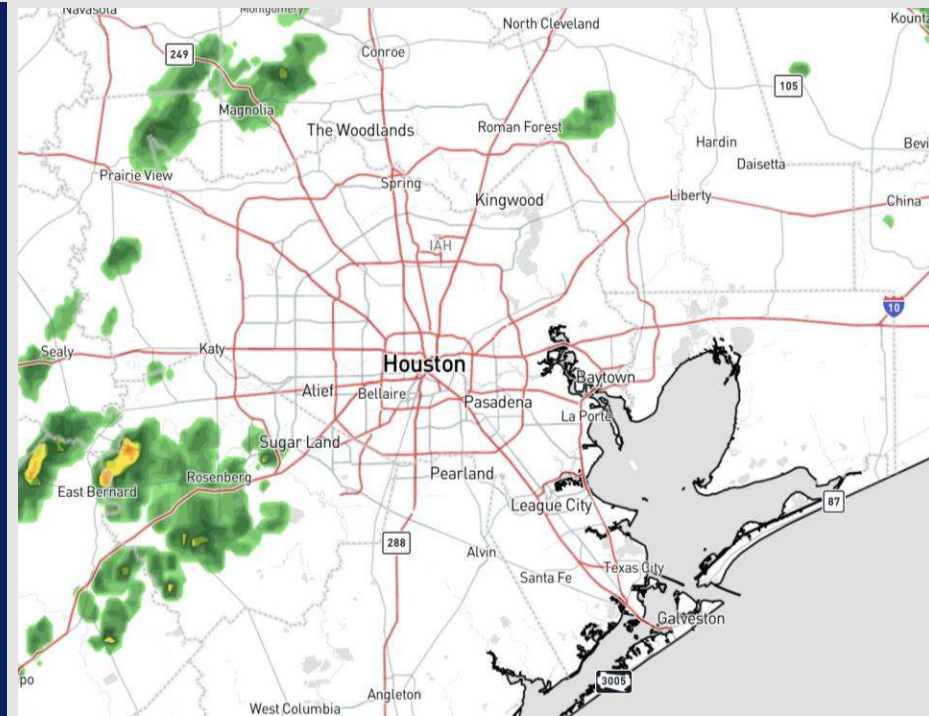 Navasota
Montgomery
North Cleveland
Kountz
249
Conroe
105
Magnolia
The Woodlands
Roman Forest
Hardin
Daisetta
Bevi
Prairie View
Spring
Kingwood
Liberty
China
IAH
10
Sealy
Katy
Houston
Baytown
Alief
Bellaire
Pasadena
La Porte
Sugar Land
Rosenberg
Pearland
East Bernard
League City
87
288
Alvin
Santa Fe
Texas City
Galveston
po
3005
Angleton
West Columbia